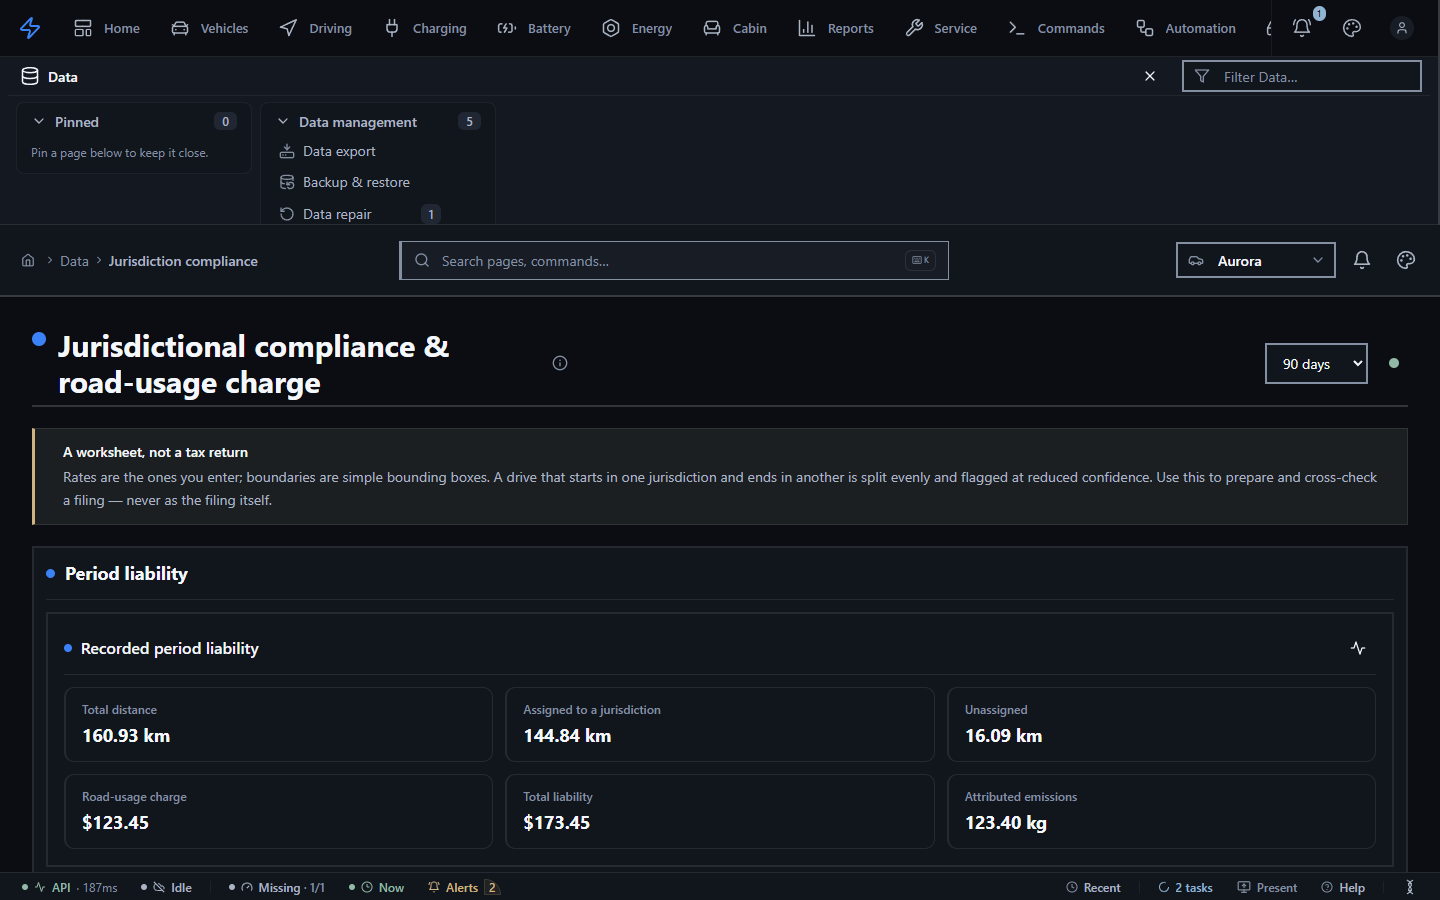 Home
Vehicles
Driving
Charging
Battery
Energy
Cabin
Reports
Service
Commands
Automation
1
Data
Filter Data...
Pinned
0
Pin a page below to keep it close.
Data management
5
Data export
Backup & restore
Data repair
1
Data
Jurisdiction compliance
Search pages, commands...
K
Aurora
Jurisdictional compliance &
road-usage charge
90 days
A worksheet, not a tax return
Rates are the ones you enter; boundaries are simple bounding boxes. A drive that starts in one jurisdiction and ends in another is split evenly and flagged at reduced confidence. Use this to prepare and cross-check
a filing — never as the filing itself.
Period liability
Recorded period liability
Total distance
160.93 km
Assigned to a jurisdiction
144.84 km
Unassigned
16.09 km
Road-usage charge
$123.45
Total liability
$173.45
Attributed emissions
123.40 kg
API · 187ms
Idle
Missing · 1/1
Now
Alerts 2
Recent
2 tasks
Present
Help